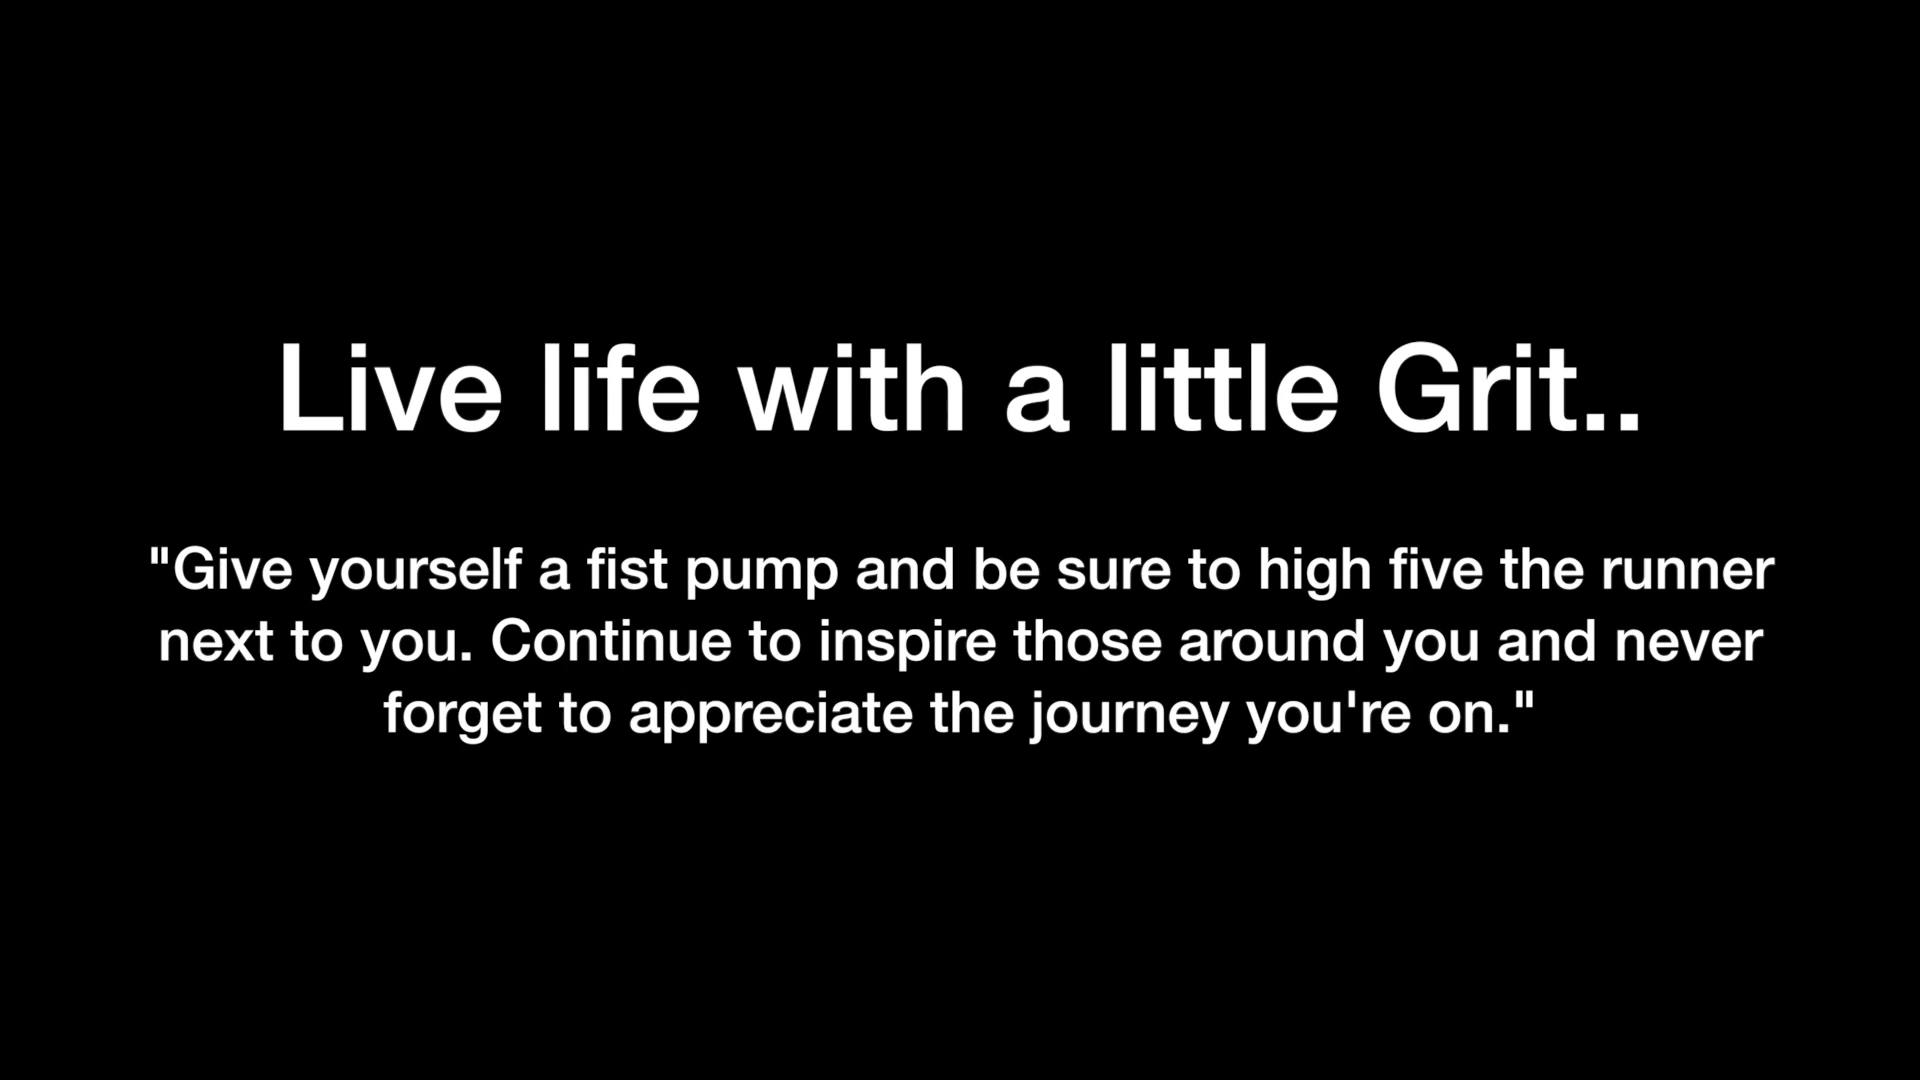 Live life with a little Grit..
"Give yourself a fist pump and be sure to high five the runner
next to you. Continue to inspire those around you and never
forget to appreciate the journey you're on."